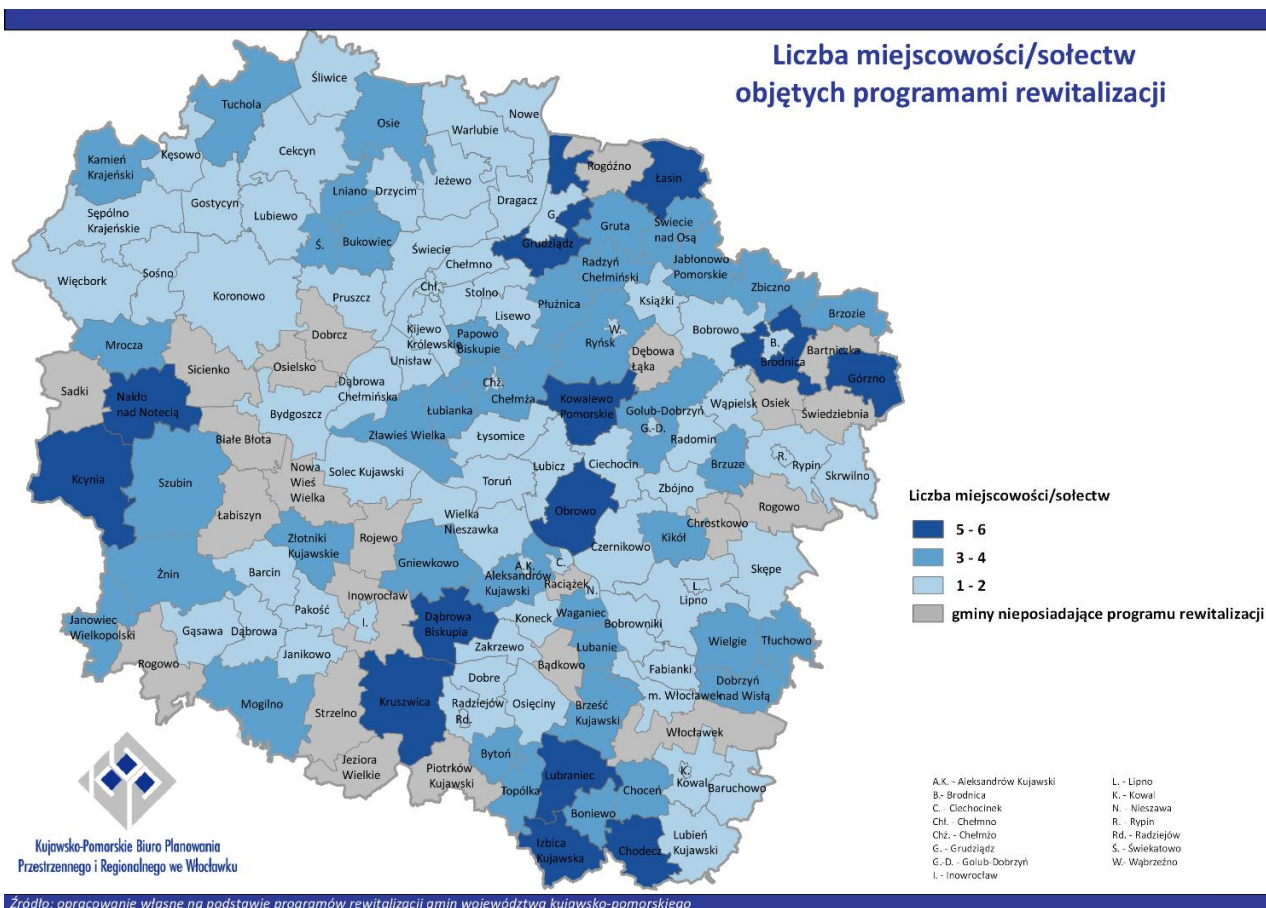 Liczba miejscowości/sołectw
objętych programami rewitalizacji
Śliwice
Tuchola
Osie
Nowe
Warlubie
Kęsowo
Cekcyn
Kamień
Krajeński
Rogóźno
Łasin
Jeżewo
Lniano
Drzycim
Gostycyn
Lubiewo
Dragacz
G.
Sępólno
Krajeńskie
Gruta
Świecie
nad Osą
Ś.
Bukowiec
Świecie
Grudziądz
Chełmno
Radzyń
Chełmiński
Jabłonowo
Pomorskie
Więcbork
Sośno
Koronowo
Pruszcz
Chł.
Stolno
Płużnica
Książki
Zbiczno
Lisewo
Brzozie
Dobrcz
Kijewo
Królewskie
Papowo
Biskupie
W.
Ryńsk
Bobrowo
B.
Brodnica
Bartniczka
Mrocza
Sicienko
Osielsko
Unisław
Dębowa
Łąka
Górzno
Sadki
Nakło
nad Notecią
Dąbrowa
Chełmińska
Chż.
Chełmża
Kowalewo
Pomorskie
Wąpielsk
Osiek
Świedziebnia
Bydgoszcz
Łubianka
Golub-Dobrzyń
G.-D.
Białe Błota
Zławieś Wielka
Łysomice
Radomin
R.
Rypin
Kcynia
Szubin
Nowa
Wieś
Wielka
Solec Kujawski
Lubicz
Ciechocin
Brzuze
Skrwilno
Toruń
Zbójno
Łabiszyn
Wielka
Nieszawka
Obrowo
Rogowo
Chrostkowo
Złotniki
Kujawskie
Rojewo
Czernikowo
Kikół
Gniewkowo
A.K.
C.
Aleksandrów
Kujawski
Raciążek
N.
Skępe
Żnin
Barcin
L.
Lipno
Inowrocław
Pakość
I.
Dąbrowa
Biskupia
Koneck
Waganiec
Bobrowniki
Janowiec
Wielkopolski
Gąsawa
Dąbrowa
Janikowo
Zakrzewo
Lubanie
Wielgie
Tłuchowo
Rogowo
Bądkowo
Fabianki
Dobre
Dobrzyń
nad Wisłą
Mogilno
Strzelno
Kruszwica
Radziejów
Rd.
Osięciny
Brześć
Kujawski
m. Włocławek
Włocławek
Jeziora
Wielkie
Piotrków
Kujawski
Bytoń
Lubraniec
K.
Kowal
Baruchowo
Topólka
Choceń
Boniewo
Izbica
Kujawska
Chodecz
Lubień
Kujawski
Liczba miejscowości/sołectw
5 - 6
3 - 4
1 - 2
gminy nieposiadające programu rewitalizacji
A.K. - Aleksandrów Kujawski
B.- Brodnica
C. - Ciechocinek
Chł. - Chełmno
Chż. - Chełmżo
G. - Grudziądz
G.-D. - Golub-Dobrzyń
I. - Inowrocław
L. - Lipno
K. - Kowal
N. - Nieszawa
R. - Rypin
Rd. - Radziejów
Ś. - Świekatowo
W.- Wąbrzeźno
Kujawsko-Pomorskie Biuro Planowania
Przestrzennego i Regionalnego we Włocławku
Źródło: opracowanie własne na podstawie programów rewitalizacji gmin województwa kujawsko-pomorskiego